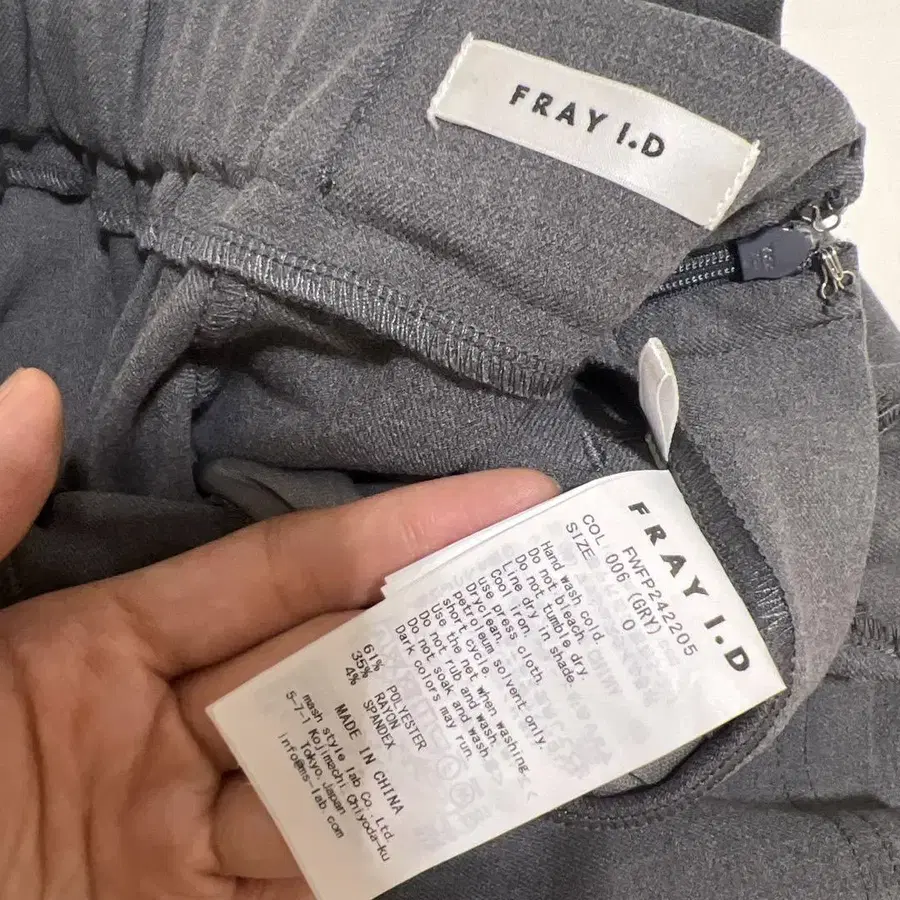 FRAY I.D
FRAY I.D
FWFP242205
COL. 006 (GRY)
SIZE 0
Hand wash cold.
Do not bleach.
Do not tumble dry.
Line dry in shade.
Cool iron.
use press cloth.
Dryclean,
petroleum solvent only.
short cycle.
Use the net when washing.
Do not rub and wash.
Do not soak and wash.
Dark colors may run.
61% POLYESTER
35% RAYON
4% SPANDEX
MADE IN CHINA
mash style lab Co., Ltd.
5-7-1 Kojimachi, Chiyoda-ku
Tokyo, Japan
info@ms-lab.com